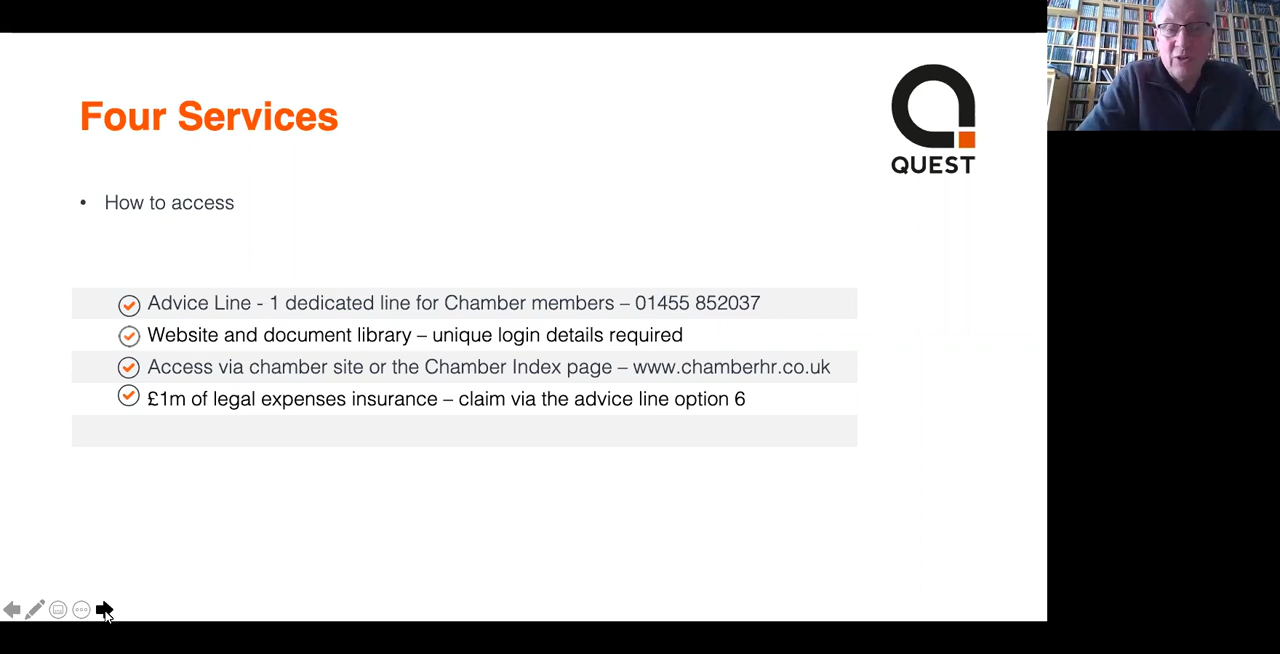 Four Services
QUEST
• How to access
Advice Line - 1 dedicated line for Chamber members – 01455 852037
Website and document library – unique login details required
Access via chamber site or the Chamber Index page – www.chamberhr.co.uk
£1m of legal expenses insurance – claim via the advice line option 6